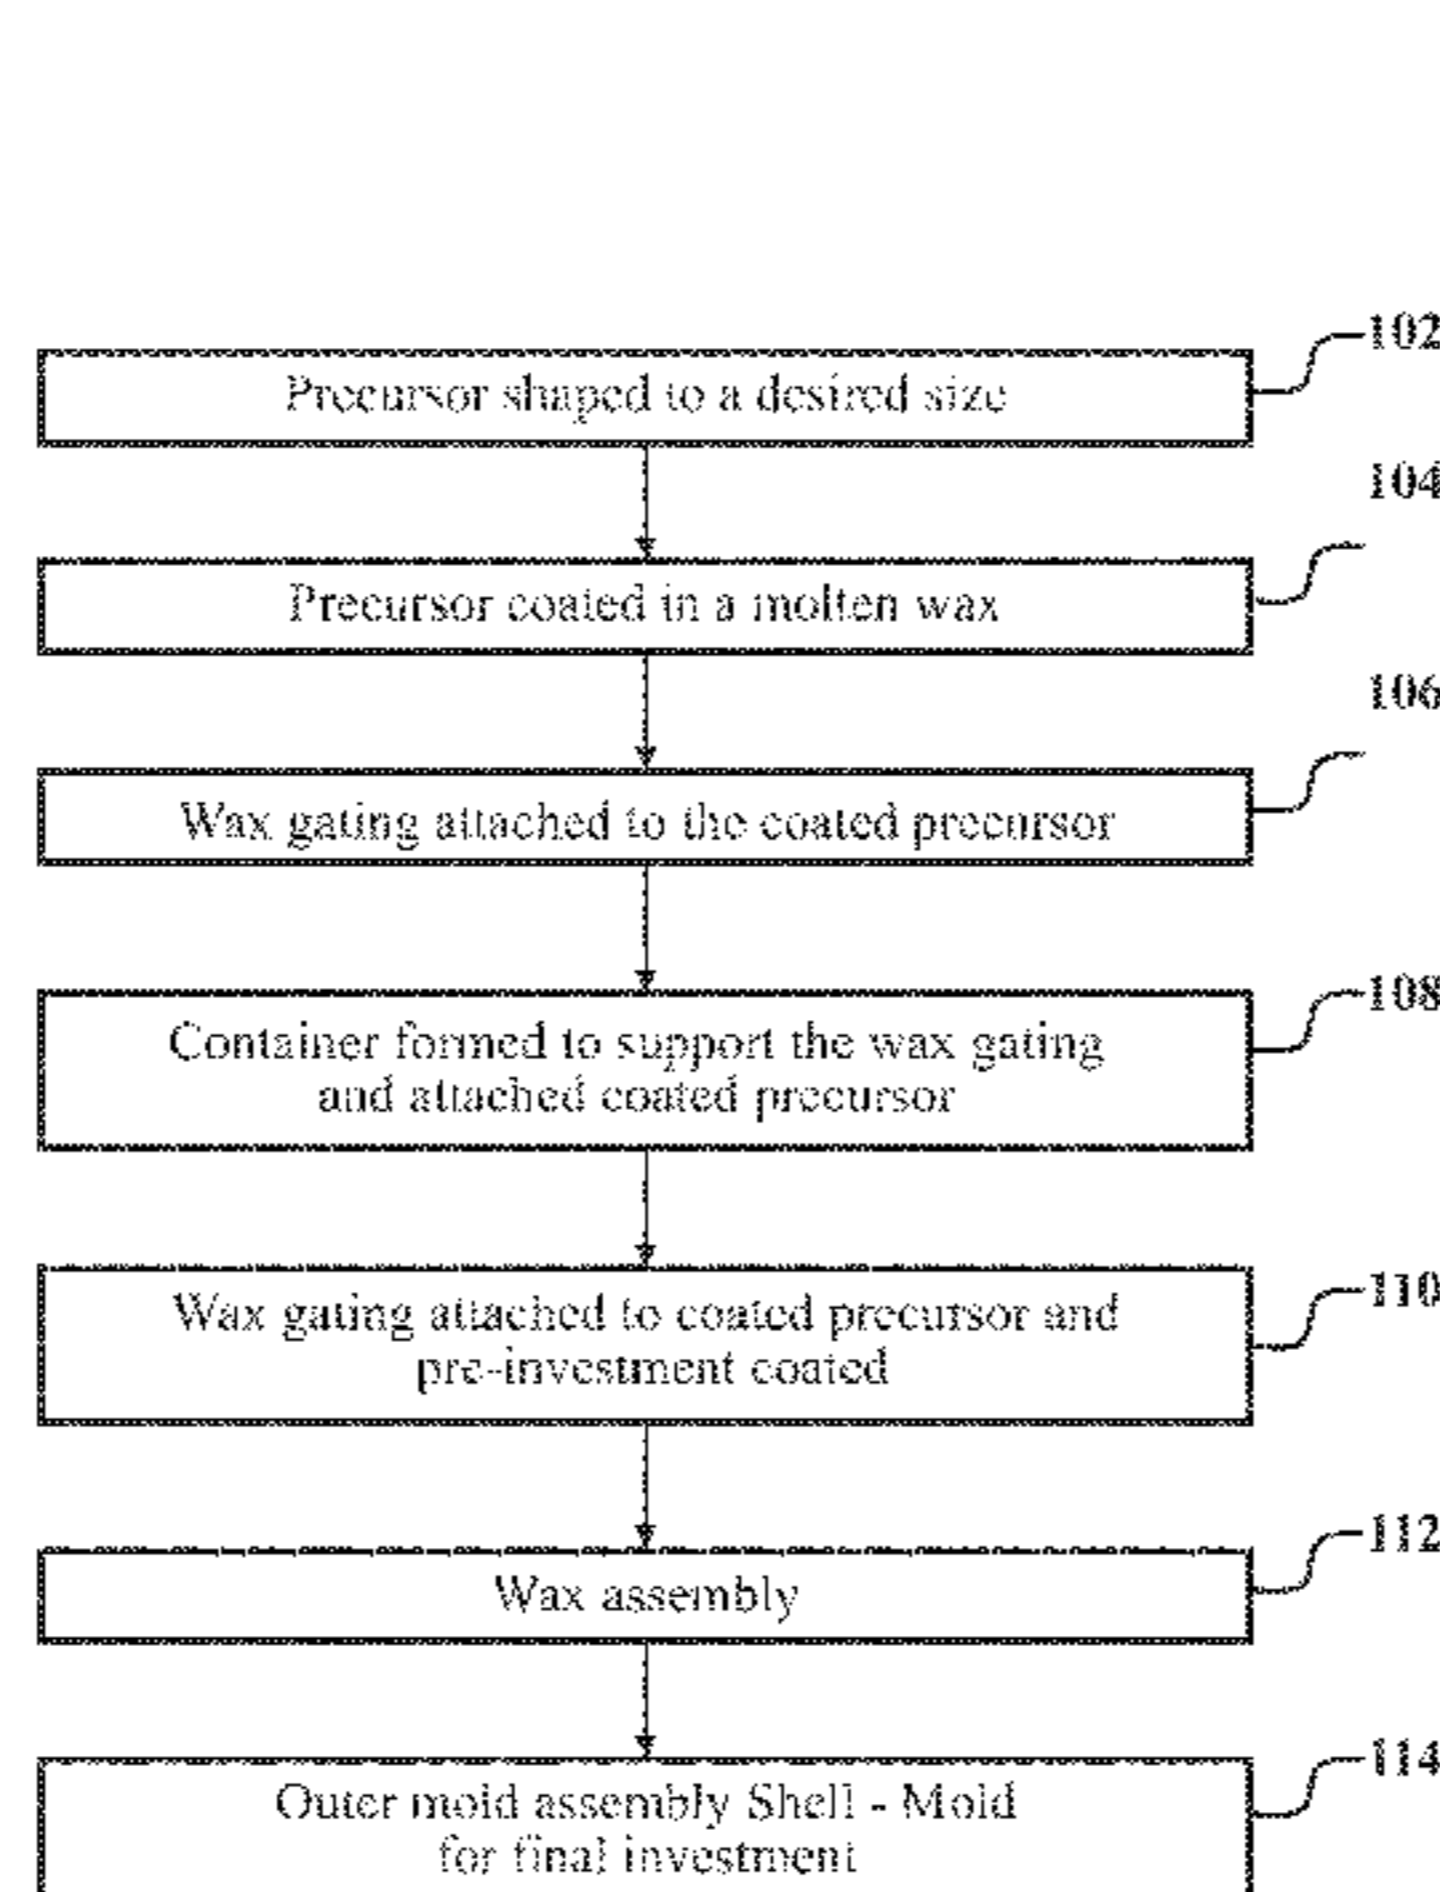 102
Precursor shaped to a desired size
104
Precursor coated in a molten wax
106
Wax gating attached to the coated precursor
108
Container formed to support the wax gating
and attached coated precursor
110
Wax gating attached to coated precursor and
pre-investment coated
112
Wax assembly
114
Outer mold assembly Shell - Mold
for final investment